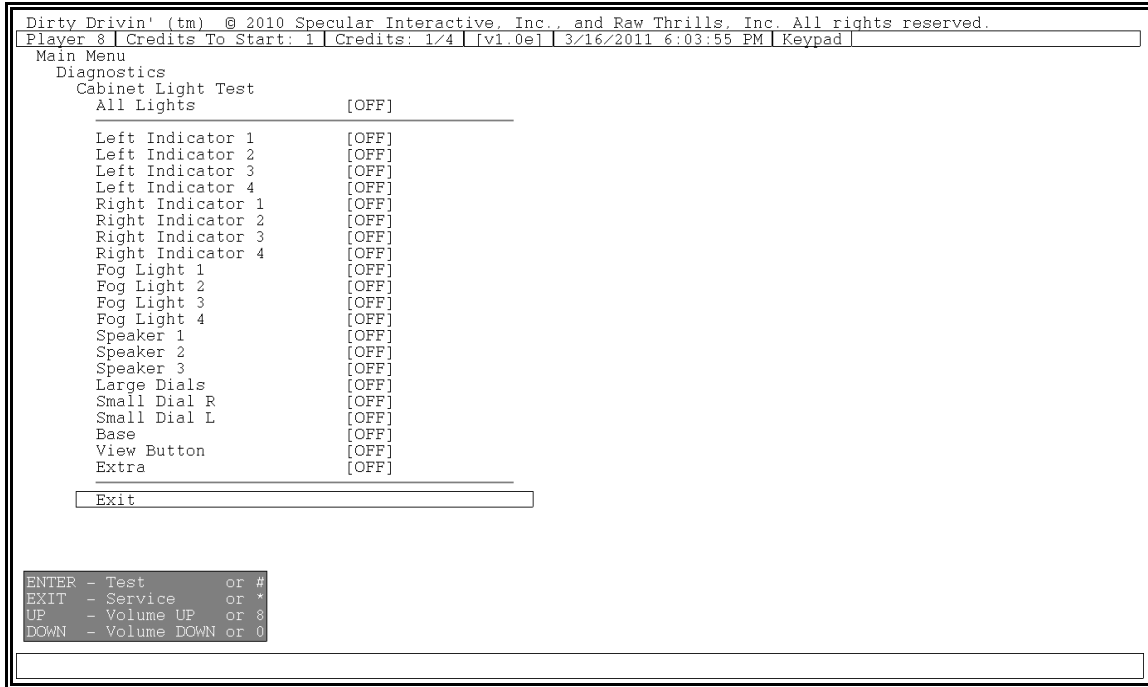 Dirty Drivin' (tm)  © 2010 Specular Interactive, Inc., and Raw Thrills, Inc. All rights reserved.
Player 8 | Credits To Start: 1 | Credits: 1/4 | [v1.0e] | 3/16/2011 6:03:55 PM | Keypad
Main Menu
Diagnostics
Cabinet Light Test
All Lights [OFF]
Left Indicator 1 [OFF]
Left Indicator 2 [OFF]
Left Indicator 3 [OFF]
Left Indicator 4 [OFF]
Right Indicator 1 [OFF]
Right Indicator 2 [OFF]
Right Indicator 3 [OFF]
Right Indicator 4 [OFF]
Fog Light 1 [OFF]
Fog Light 2 [OFF]
Fog Light 3 [OFF]
Fog Light 4 [OFF]
Speaker 1 [OFF]
Speaker 2 [OFF]
Speaker 3 [OFF]
Large Dials [OFF]
Small Dial R [OFF]
Small Dial L [OFF]
Base [OFF]
View Button [OFF]
Extra [OFF]
Exit
ENTER - Test or #
EXIT - Service or *
UP - Volume UP or 8
DOWN - Volume DOWN or 0